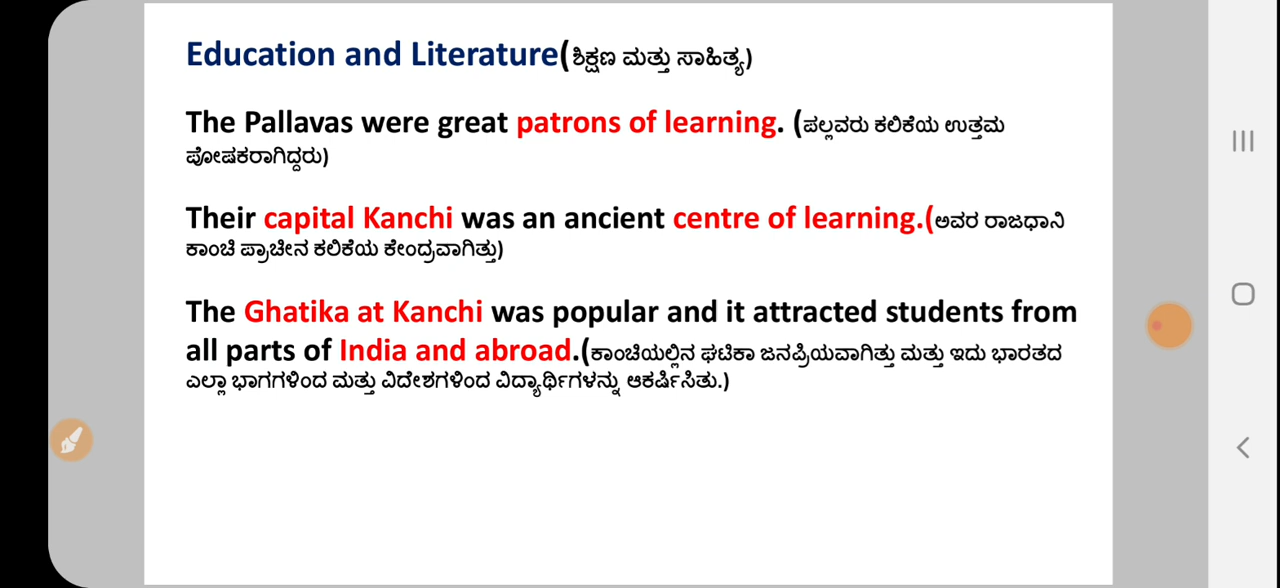 Education and Literature(ಶಿಕ್ಷಣ ಮತ್ತು ಸಾಹಿತ್ಯ)
The Pallavas were great patrons of learning. (ಪಲ್ಲವರು ಕಲಿಕೆಯ ಉತ್ತಮ
ಪೋಷಕರಾಗಿದ್ದರು)
Their capital Kanchi was an ancient centre of learning.(ಅವರ ರಾಜಧಾನಿ
ಕಾಂಚಿ ಪ್ರಾಚೀನ ಕಲಿಕೆಯ ಕೇಂದ್ರವಾಗಿತ್ತು)
The Ghatika at Kanchi was popular and it attracted students from
all parts of India and abroad.(ಕಾಂಚಿಯಲ್ಲಿನ ಘಟಿಕಾ ಜನಪ್ರಿಯವಾಗಿತ್ತು ಮತ್ತು ಇದು ಭಾರತದ
ಎಲ್ಲಾ ಭಾಗಗಳಿಂದ ಮತ್ತು ವಿದೇಶಗಳಿಂದ ವಿದ್ಯಾರ್ಥಿಗಳನ್ನು ಆಕರ್ಷಿಸಿತು.)